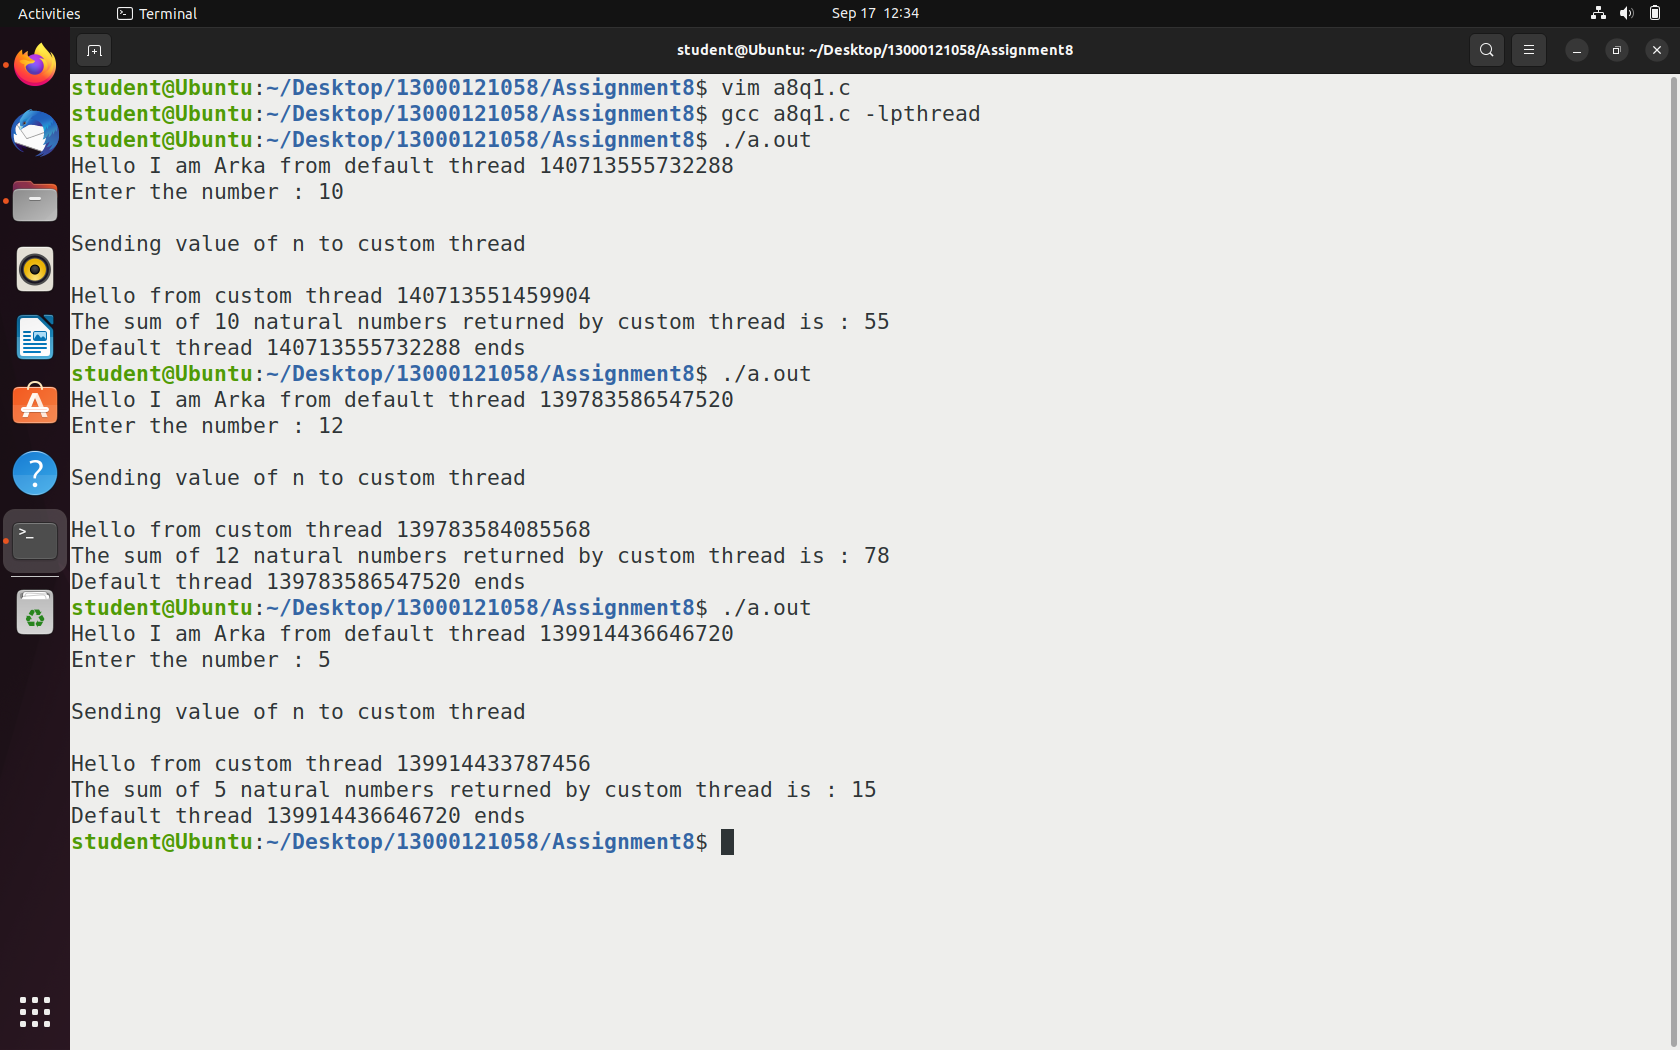 Activities Terminal Sep 17 12:34
student@Ubuntu: ~/Desktop/13000121058/Assignment8
student@Ubuntu:~/Desktop/13000121058/Assignment8$ vim a8q1.c
student@Ubuntu:~/Desktop/13000121058/Assignment8$ gcc a8q1.c -lpthread
student@Ubuntu:~/Desktop/13000121058/Assignment8$ ./a.out
Hello I am Arka from default thread 140713555732288
Enter the number : 10
Sending value of n to custom thread
Hello from custom thread 140713551459904
The sum of 10 natural numbers returned by custom thread is : 55
Default thread 140713555732288 ends
student@Ubuntu:~/Desktop/13000121058/Assignment8$ ./a.out
Hello I am Arka from default thread 139783586547520
Enter the number : 12
Sending value of n to custom thread
Hello from custom thread 139783584085568
The sum of 12 natural numbers returned by custom thread is : 78
Default thread 139783586547520 ends
student@Ubuntu:~/Desktop/13000121058/Assignment8$ ./a.out
Hello I am Arka from default thread 139914436646720
Enter the number : 5
Sending value of n to custom thread
Hello from custom thread 139914433787456
The sum of 5 natural numbers returned by custom thread is : 15
Default thread 139914436646720 ends
student@Ubuntu:~/Desktop/13000121058/Assignment8$